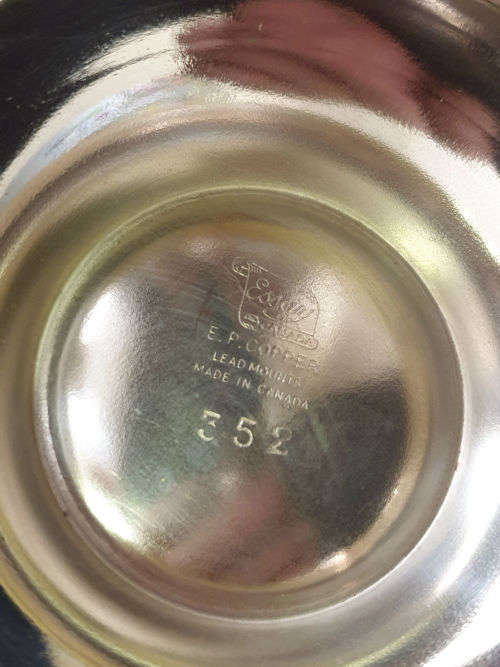 E.P. COPPER
LEAD MOUNTS
MADE IN CANADA
352